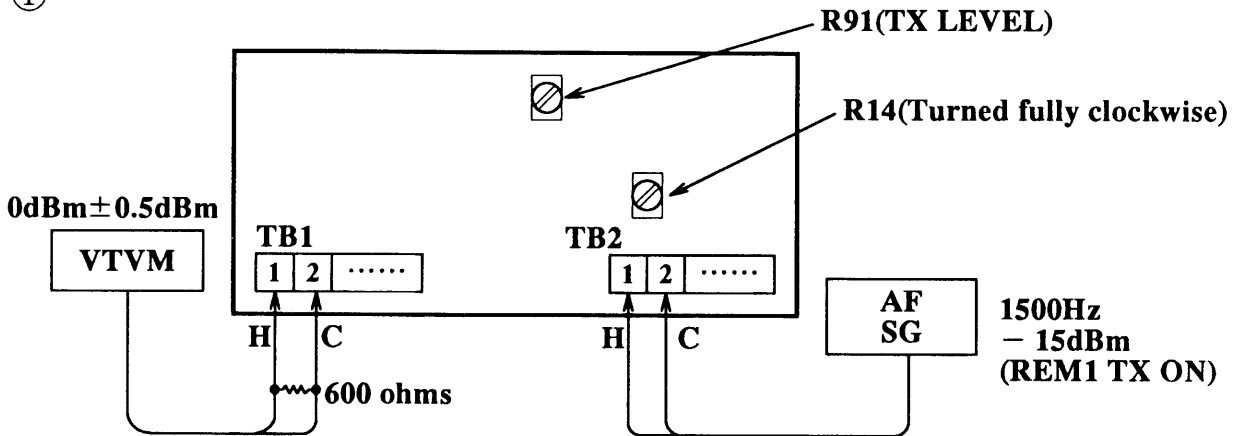 ①
R91(TX LEVEL)
R14(Turned fully clockwise)
0dBm±0.5dBm
VTVM
TB1
1 2 ......
H C
600 ohms
TB2
1 2 ......
H C
AF
SG
1500Hz
− 15dBm
(REM1 TX ON)